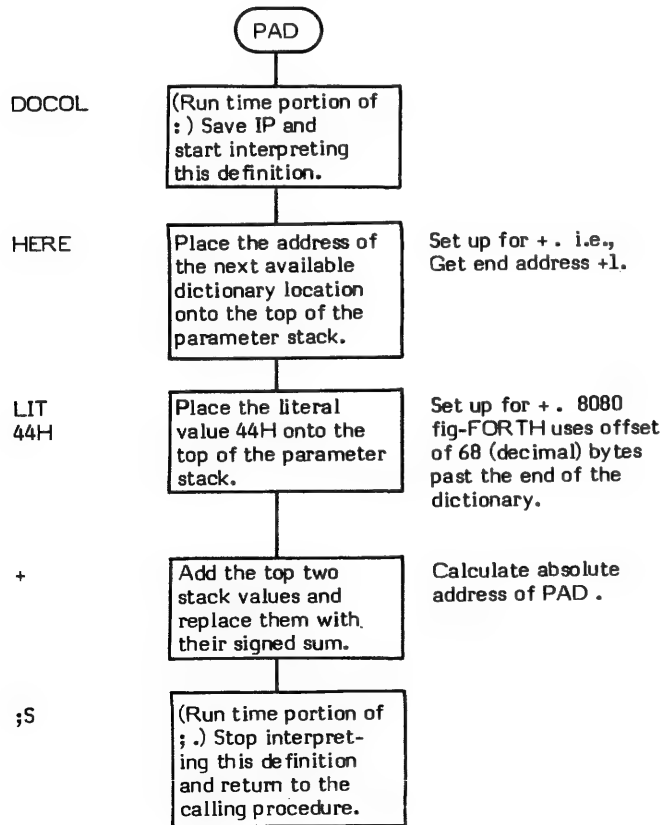 PAD
DOCOL
(Run time portion of
: ) Save IP and
start interpreting
this definition.
HERE
Place the address of
the next available
dictionary location
onto the top of the
parameter stack.
Set up for + . i.e.,
Get end address +1.
LIT
44H
Place the literal
value 44H onto the
top of the parameter
stack.
Set up for + . 8080
fig-FORTH uses offset
of 68 (decimal) bytes
past the end of the
dictionary.
+
Add the top two
stack values and
replace them with
their signed sum.
Calculate absolute
address of PAD .
;S
(Run time portion of
; .) Stop interpret-
ing this definition
and return to the
calling procedure.